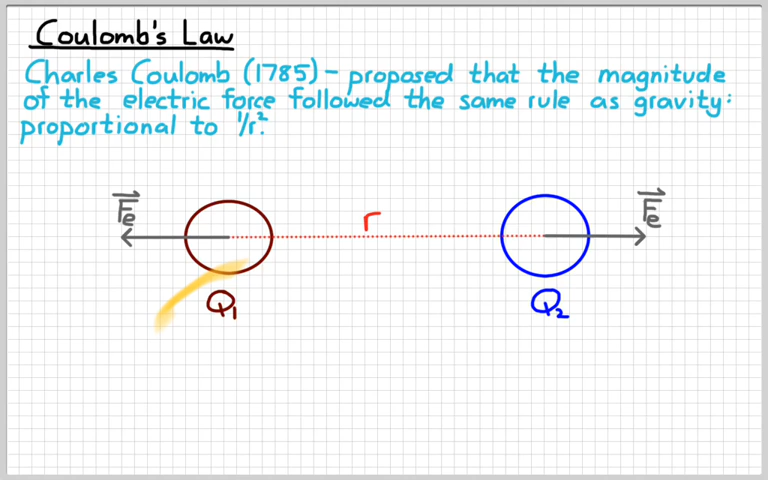 Coulomb's Law
Charles Coulomb (1785) - proposed that the magnitude
of the electric force followed the same rule as gravity:
proportional to 1/r².
Fe
r
Fe
Q₁
Q₂